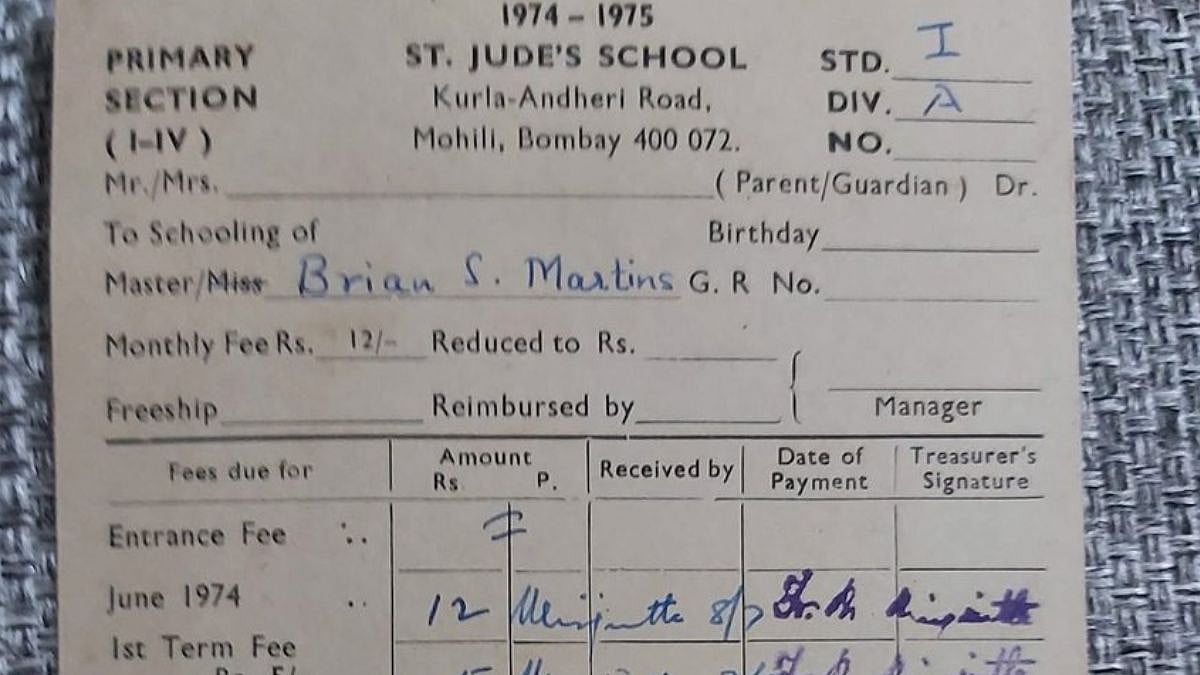 1974 – 1975
PRIMARY ST. JUDE'S SCHOOL STD. I
SECTION Kurla-Andheri Road, DIV. A
( I-IV ) Mohili, Bombay 400 072. NO.
Mr./Mrs. ( Parent/Guardian ) Dr.
To Schooling of Birthday
Master/Miss Brian S. Martins G. R No.
Monthly Fee Rs. 12/- Reduced to Rs.
Freeship Reimbursed by Manager
Fees due for Amount Rs. P. Received by Date of Payment Treasurer's Signature
Entrance Fee ..
June 1974 .. 12 8/7
Ist Term Fee